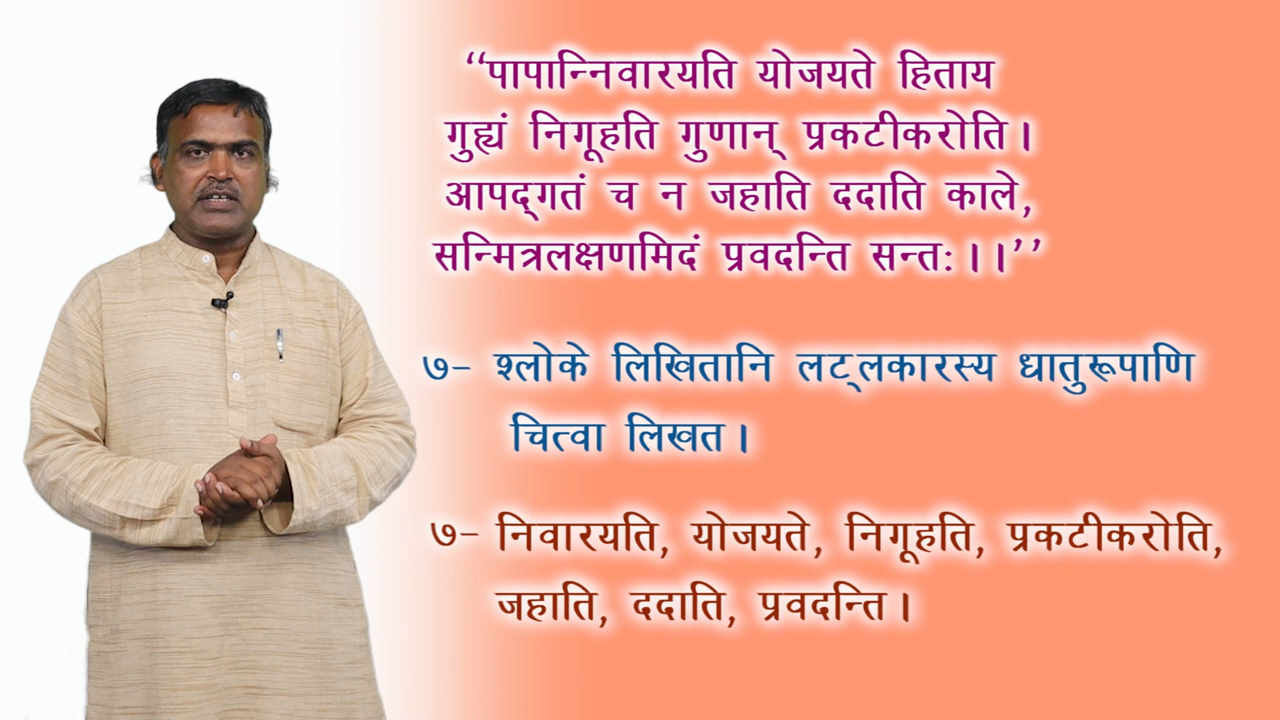 “पापान्निवारयति योजयते हिताय
गुह्यं निगूहति गुणान् प्रकटीकरोति।
आपद्‌गतं च न जहाति ददाति काले,
सन्मित्रलक्षणमिदं प्रवदन्ति सन्तः।।’’
७- श्लोके लिखितानि लट्‌लकारस्य धातुरूपाणि
चित्वा लिखत।
७- निवारयति, योजयते, निगूहति, प्रकटीकरोति,
जहाति, ददाति, प्रवदन्ति।